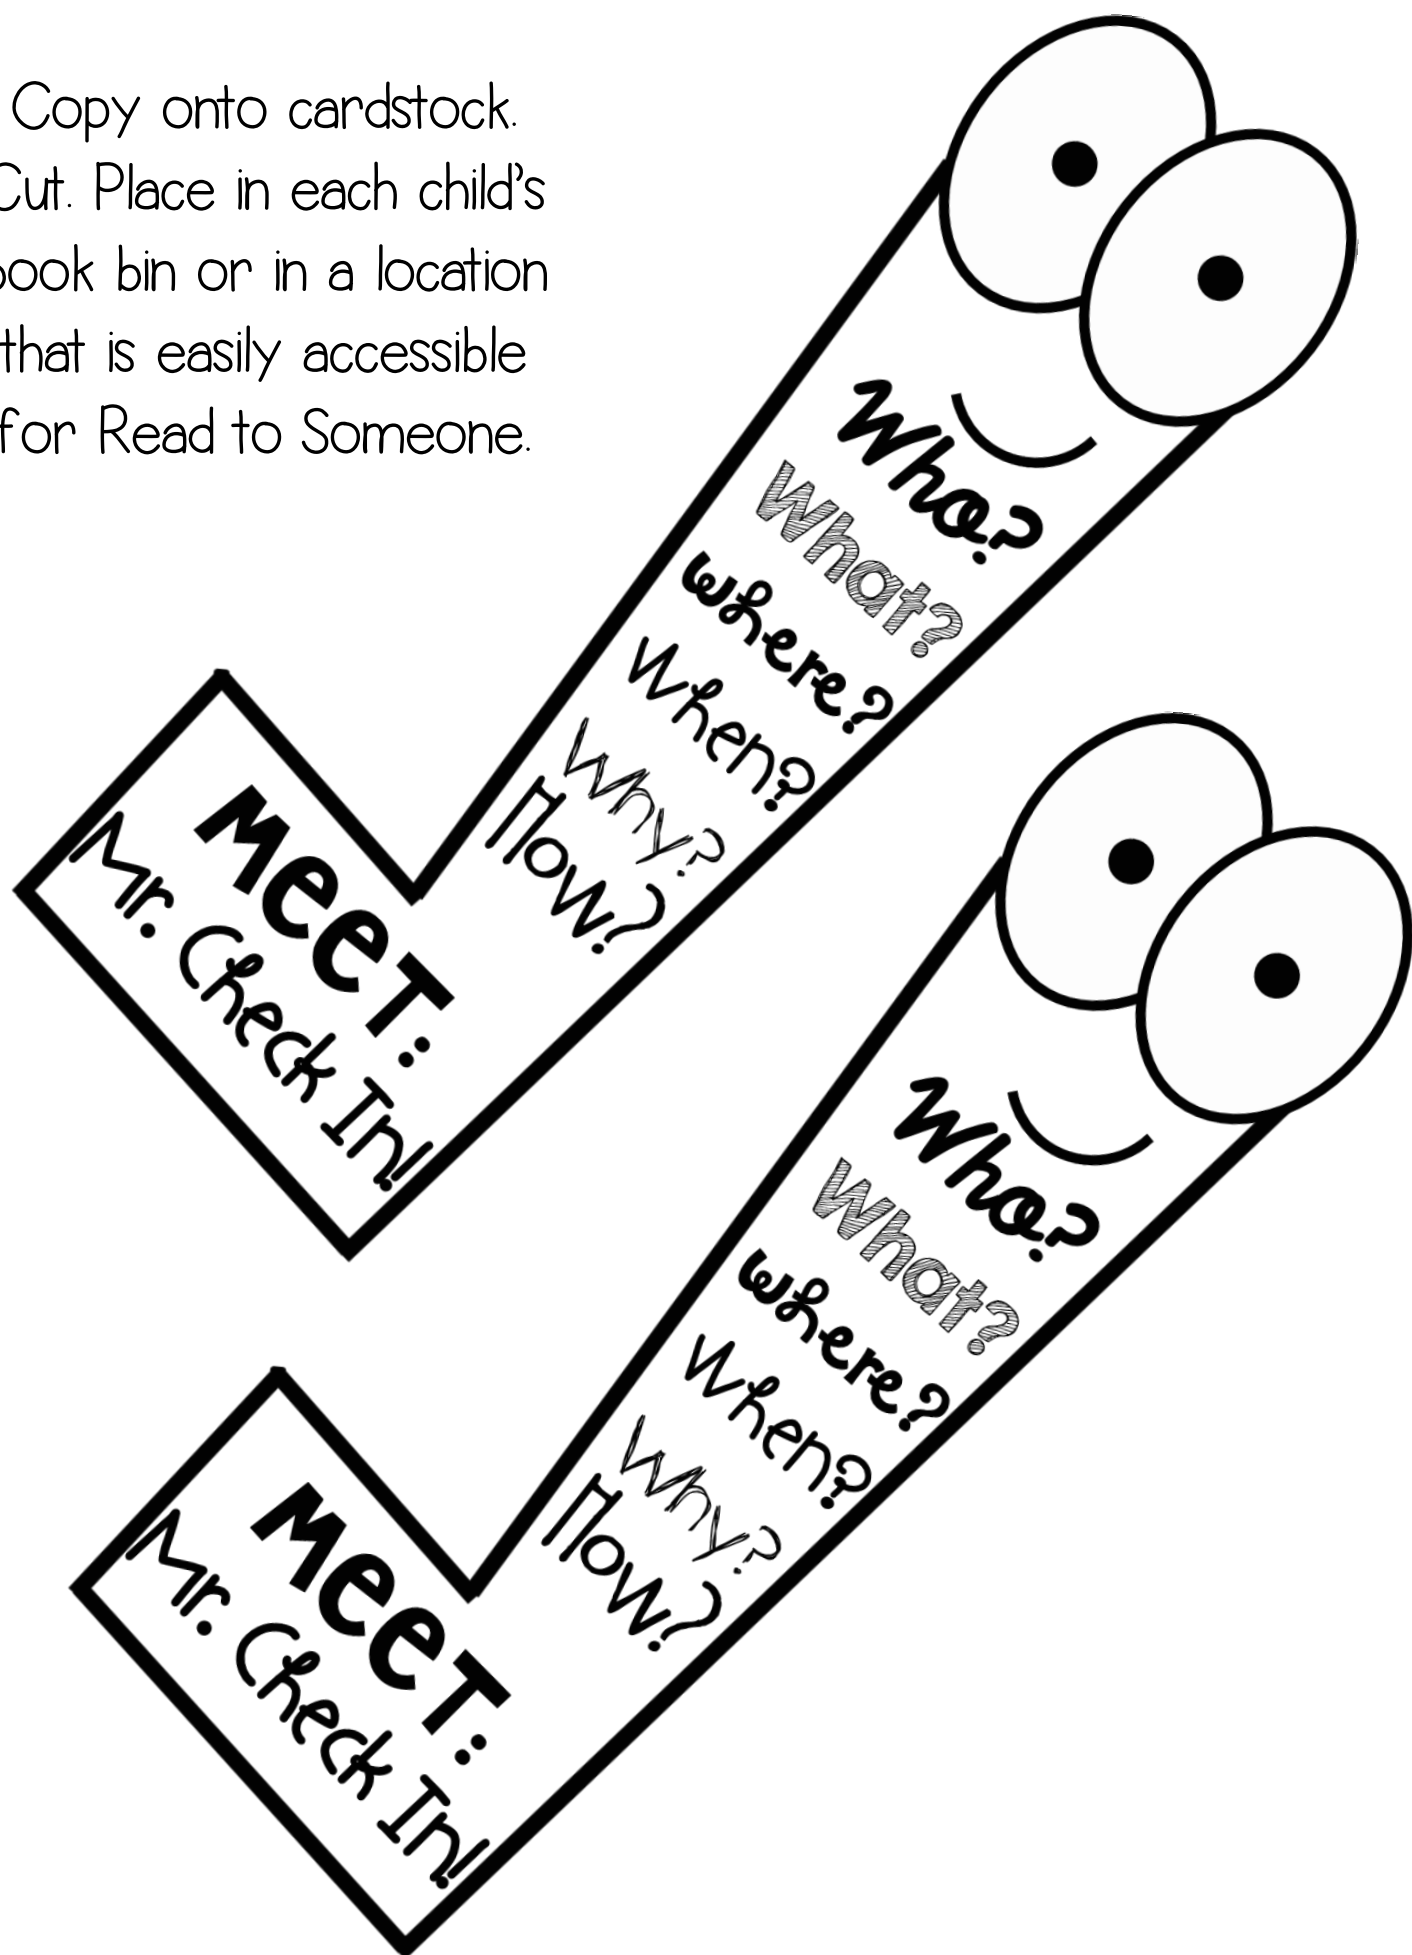 Copy onto cardstock.
Cut. Place in each child's
book bin or in a location
that is easily accessible
for Read to Someone.
Who?
What?
where?
When?
Why?
How?
MeeT:
Mr. Check In!
Who?
What?
where?
When?
Why?
How?
MeeT:
Mr. Check In!